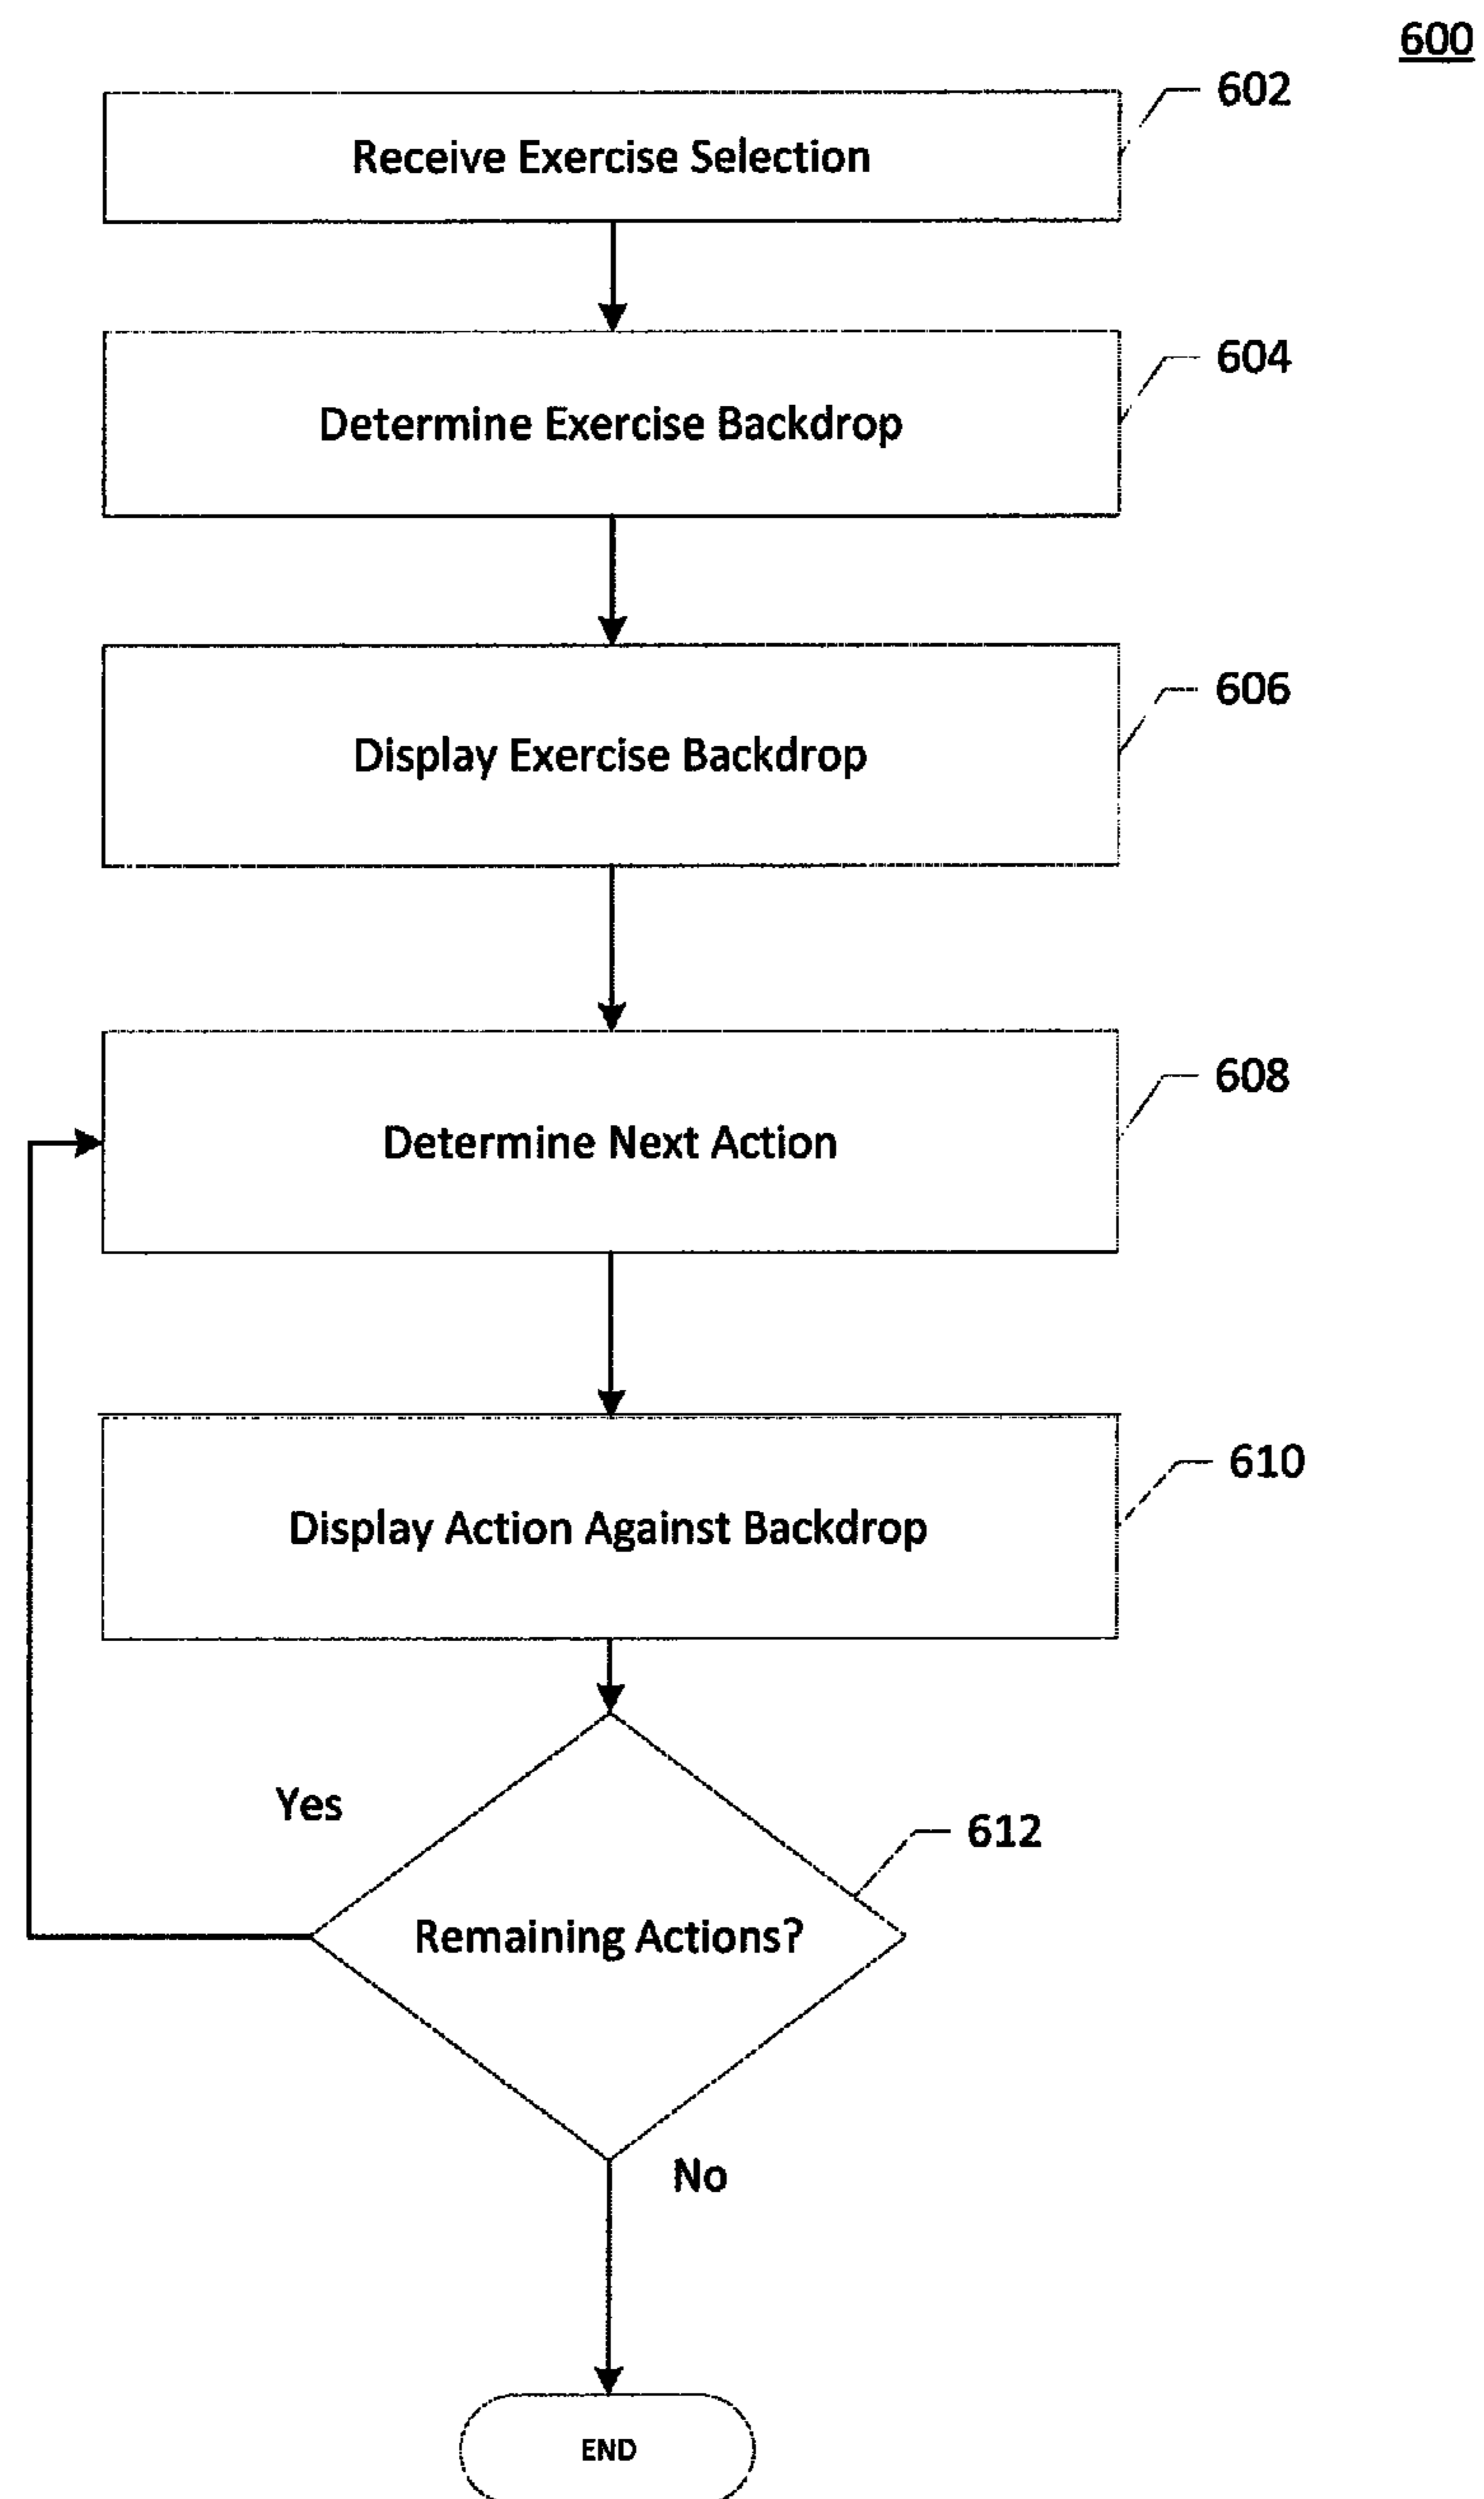 600
602
Receive Exercise Selection
604
Determine Exercise Backdrop
606
Display Exercise Backdrop
608
Determine Next Action
610
Display Action Against Backdrop
Yes
612
Remaining Actions?
No
END